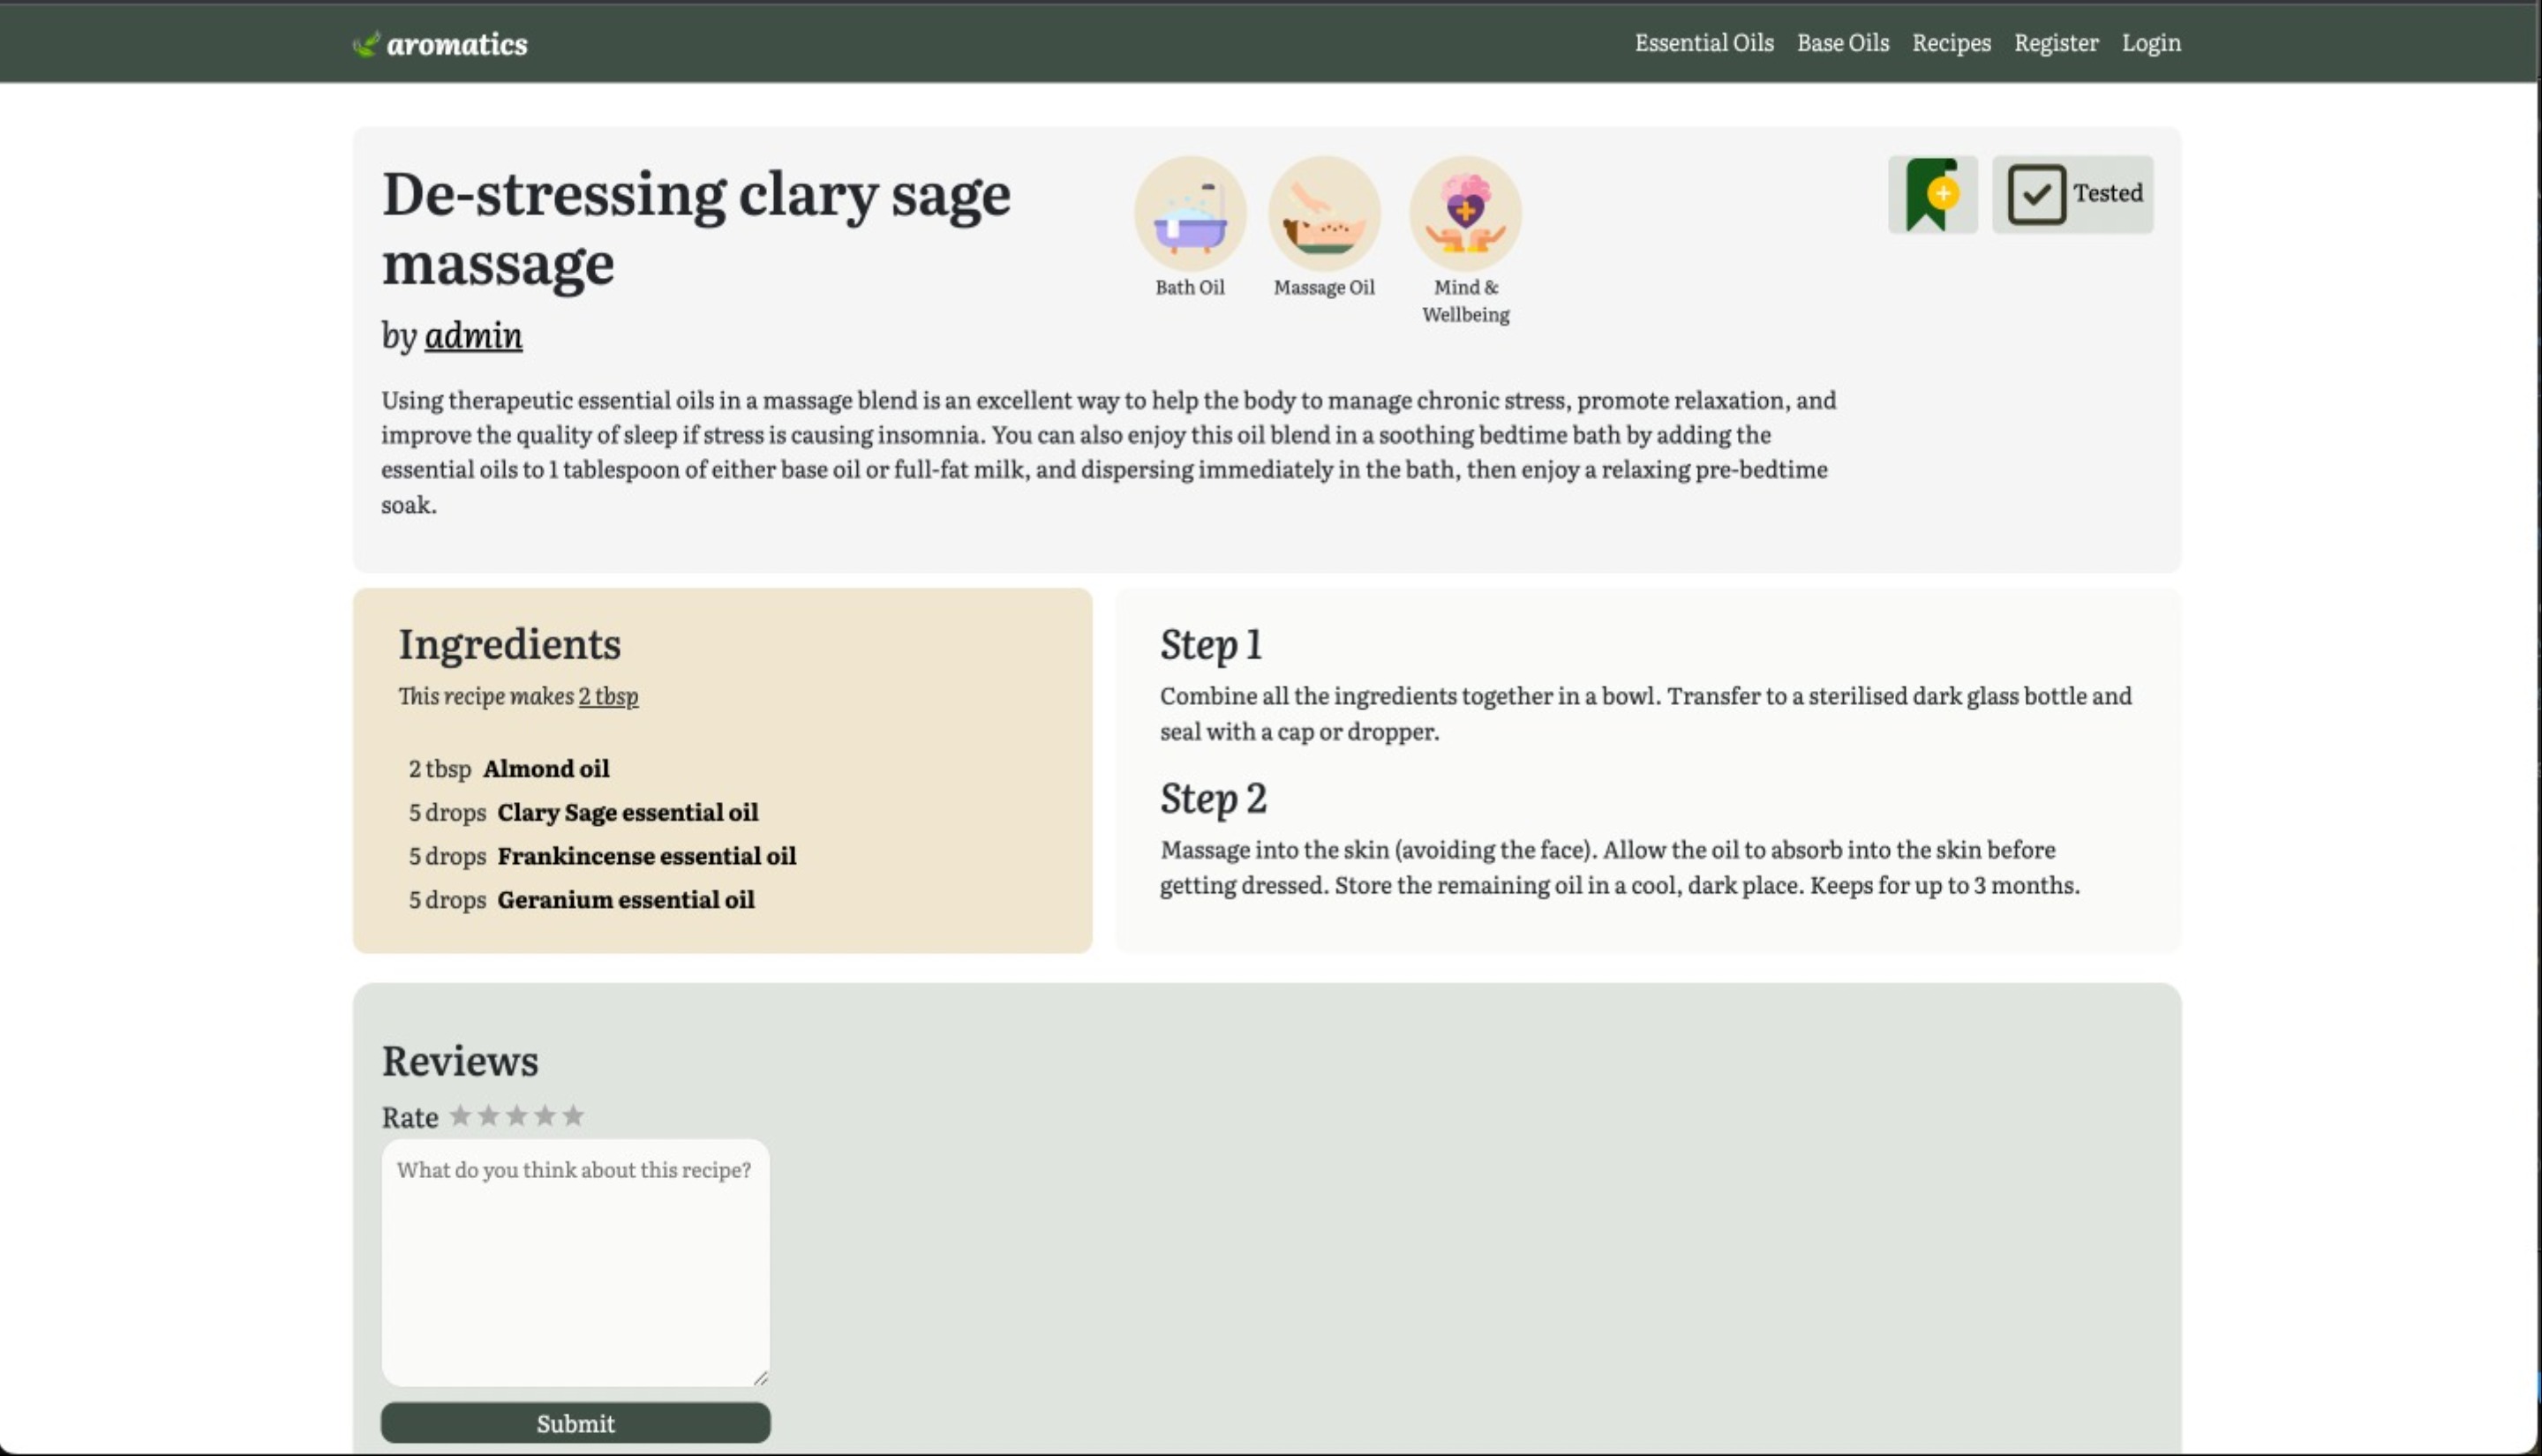 aromatics
Essential Oils Base Oils Recipes Register Login
De-stressing clary sage
massage
by admin
Bath Oil
Massage Oil
Mind &
Wellbeing
Tested
Using therapeutic essential oils in a massage blend is an excellent way to help the body to manage chronic stress, promote relaxation, and
improve the quality of sleep if stress is causing insomnia. You can also enjoy this oil blend in a soothing bedtime bath by adding the
essential oils to 1 tablespoon of either base oil or full-fat milk, and dispersing immediately in the bath, then enjoy a relaxing pre-bedtime
soak.
Ingredients
This recipe makes 2 tbsp
2 tbsp Almond oil
5 drops Clary Sage essential oil
5 drops Frankincense essential oil
5 drops Geranium essential oil
Step 1
Combine all the ingredients together in a bowl. Transfer to a sterilised dark glass bottle and
seal with a cap or dropper.
Step 2
Massage into the skin (avoiding the face). Allow the oil to absorb into the skin before
getting dressed. Store the remaining oil in a cool, dark place. Keeps for up to 3 months.
Reviews
Rate
What do you think about this recipe?
Submit